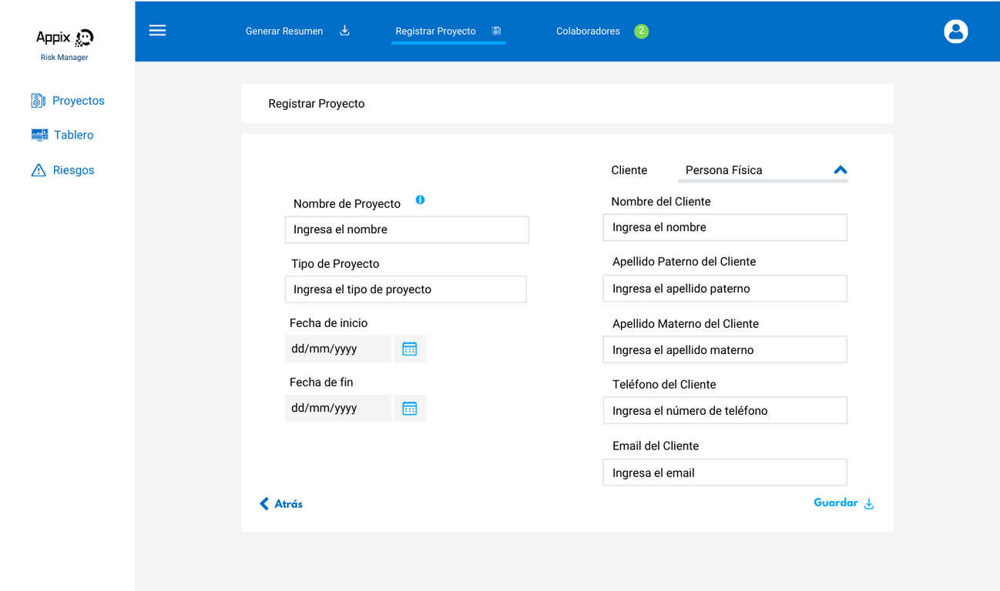 Appix
Risk Manager
Proyectos
Tablero
Riesgos
Generar Resumen
Registrar Proyecto
Colaboradores 2
Registrar Proyecto
Nombre de Proyecto
Ingresa el nombre
Tipo de Proyecto
Ingresa el tipo de proyecto
Fecha de inicio
dd/mm/yyyy
Fecha de fin
dd/mm/yyyy
Cliente Persona Física
Nombre del Cliente
Ingresa el nombre
Apellido Paterno del Cliente
Ingresa el apellido paterno
Apellido Materno del Cliente
Ingresa el apellido materno
Teléfono del Cliente
Ingresa el número de teléfono
Email del Cliente
Ingresa el email
Atrás
Guardar